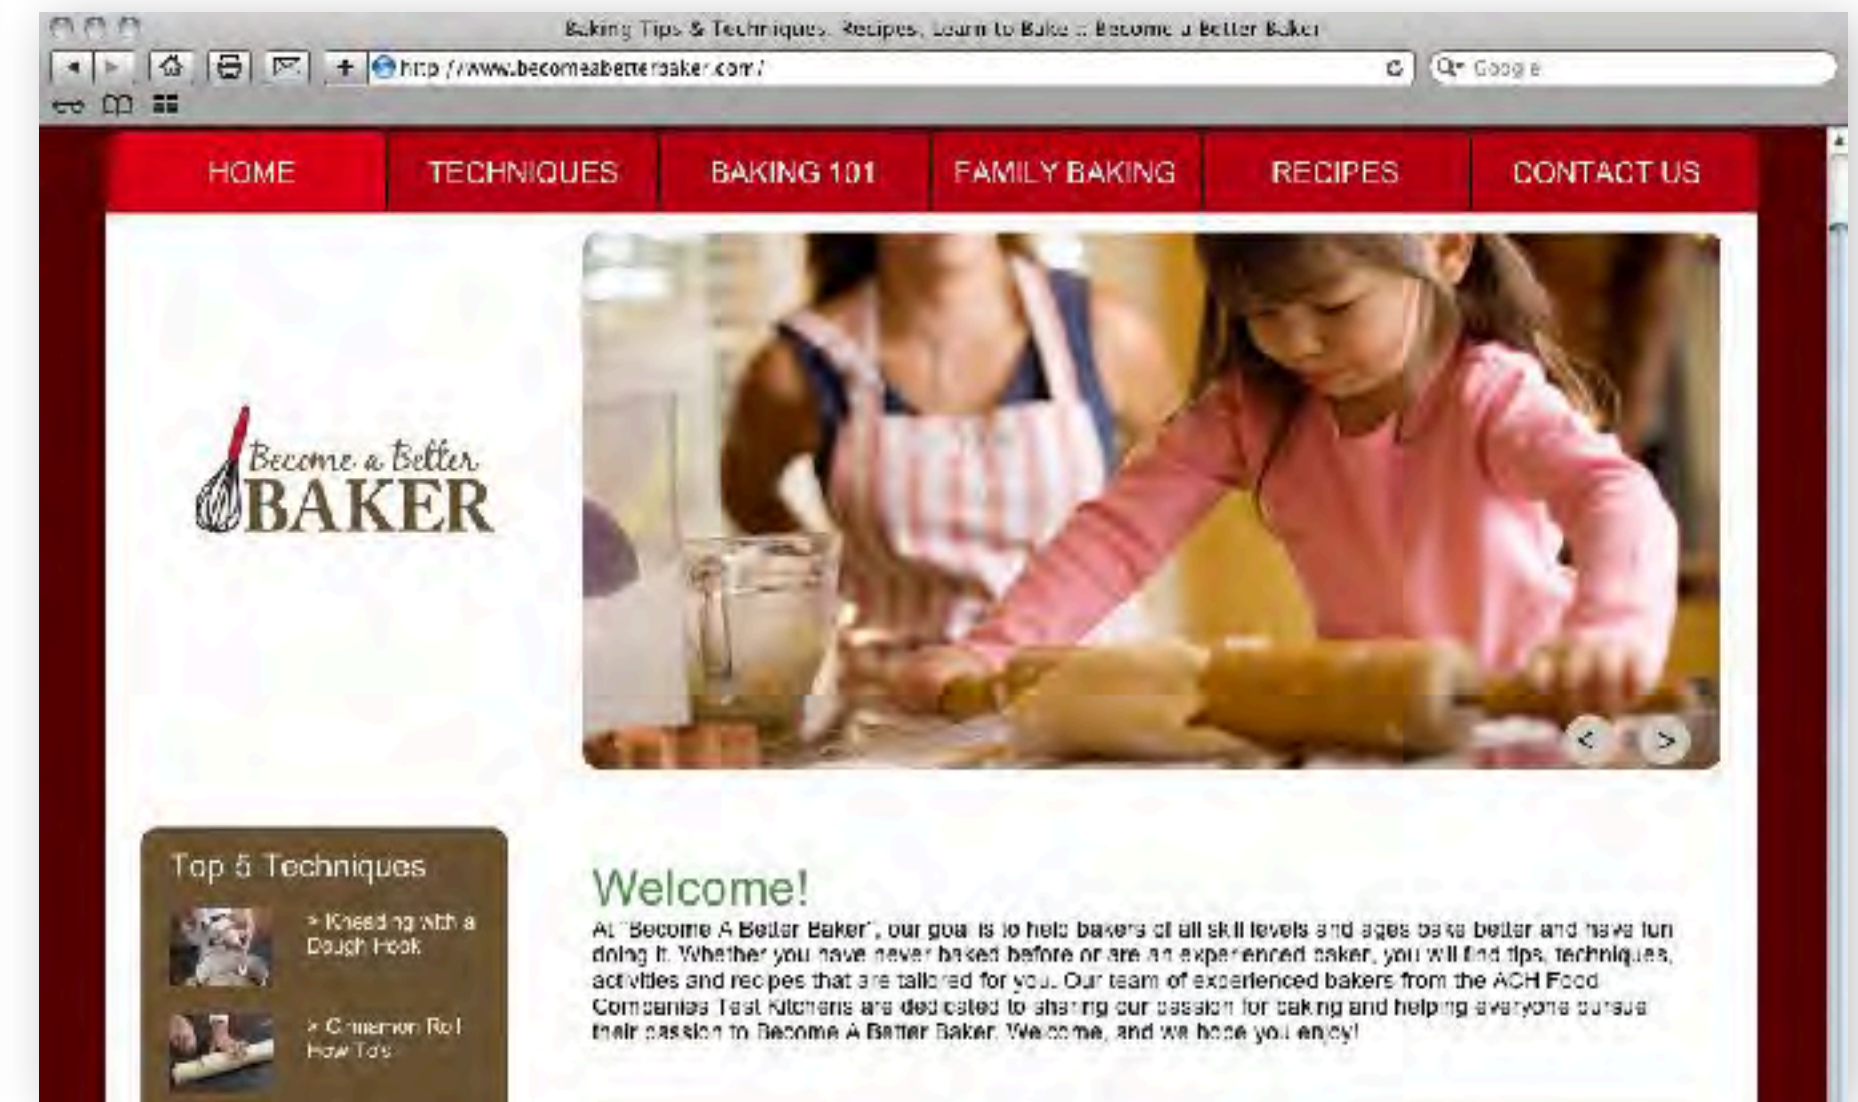 Baking Tips & Techniques, Recipes, Learn to Bake :: Become a Better Baker
http://www.becomeabetterbaker.com/
Google
HOME TECHNIQUES BAKING 101 FAMILY BAKING RECIPES CONTACT US
Become a Better
BAKER
< >
Top 5 Techniques
> Kneading with a
Dough Hook
> Cinnamon Roll
How To's
Welcome!
At "Become A Better Baker", our goal is to help bakers of all skill levels and ages bake better and have fun
doing it. Whether you have never baked before or are an experienced baker, you will find tips, techniques,
activities and recipes that are tailored for you. Our team of experienced bakers from the ACH Food
Companies Test Kitchens are dedicated to sharing our passion for baking and helping everyone pursue
their passion to Become A Better Baker. Welcome, and we hope you enjoy!